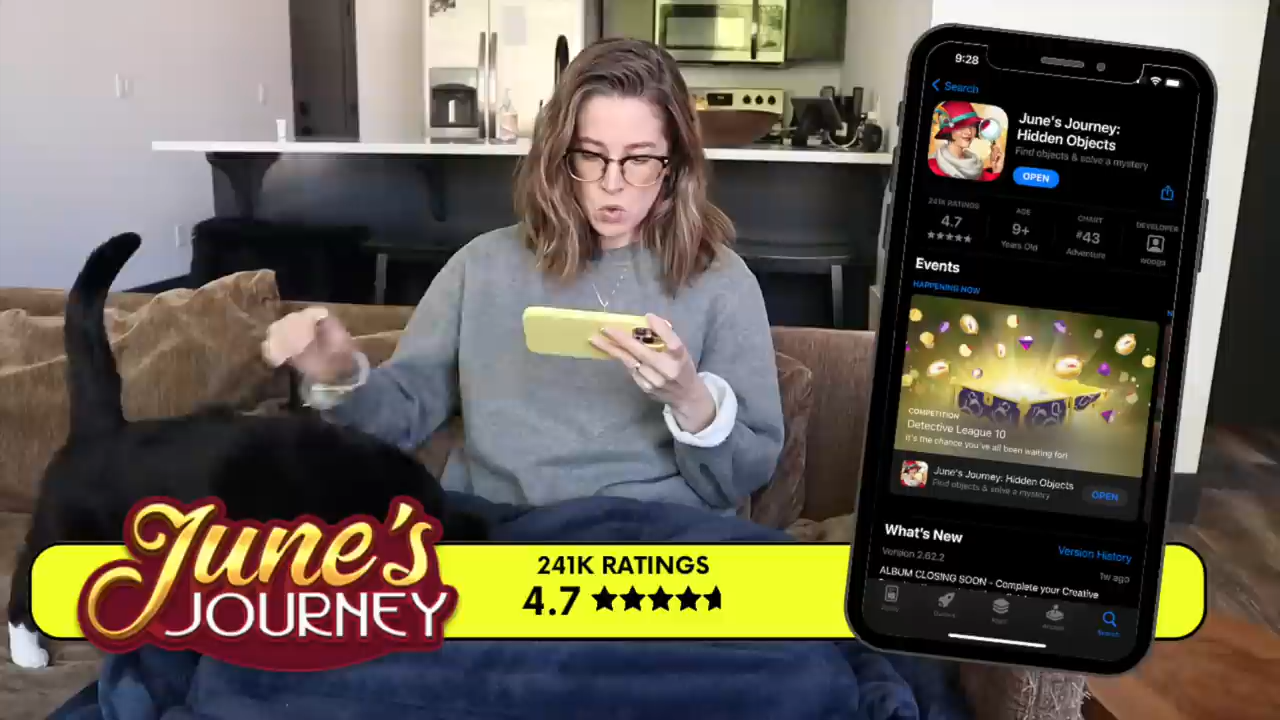 9:28
Search
June's Journey:
Hidden Objects
Find objects & solve a mystery
OPEN
241K RATINGS
4.7
AGE
9+
Years Old
CHART
#43
Adventure
DEVELOPER
wooga
Events
HAPPENING NOW
COMPETITION
Detective League 10
It's the chance you've all been waiting for!
June's Journey: Hidden Objects
Find objects & solve a mystery
OPEN
What's New
Version History
Version 2.62.2
1w ago
ALBUM CLOSING SOON - Complete your Creative
Search
June's
JOURNEY
241K RATINGS
4.7